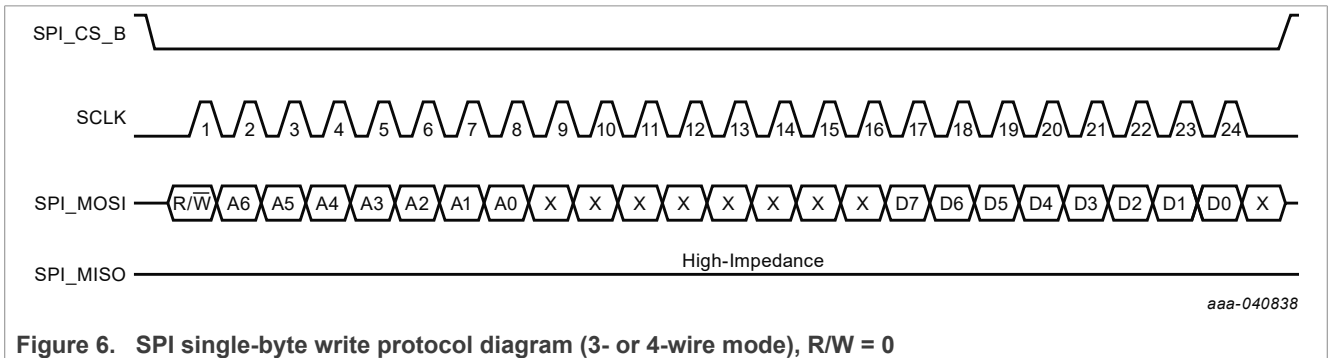 SPI_CS_B
SCLK 1 2 3 4 5 6 7 8 9 10 11 12 13 14 15 16 17 18 19 20 21 22 23 24
SPI_MOSI R/W̅ A6 A5 A4 A3 A2 A1 A0 X X X X X X X X D7 D6 D5 D4 D3 D2 D1 D0 X
High-Impedance
SPI_MISO
aaa-040838
Figure 6. SPI single-byte write protocol diagram (3- or 4-wire mode), R/W = 0